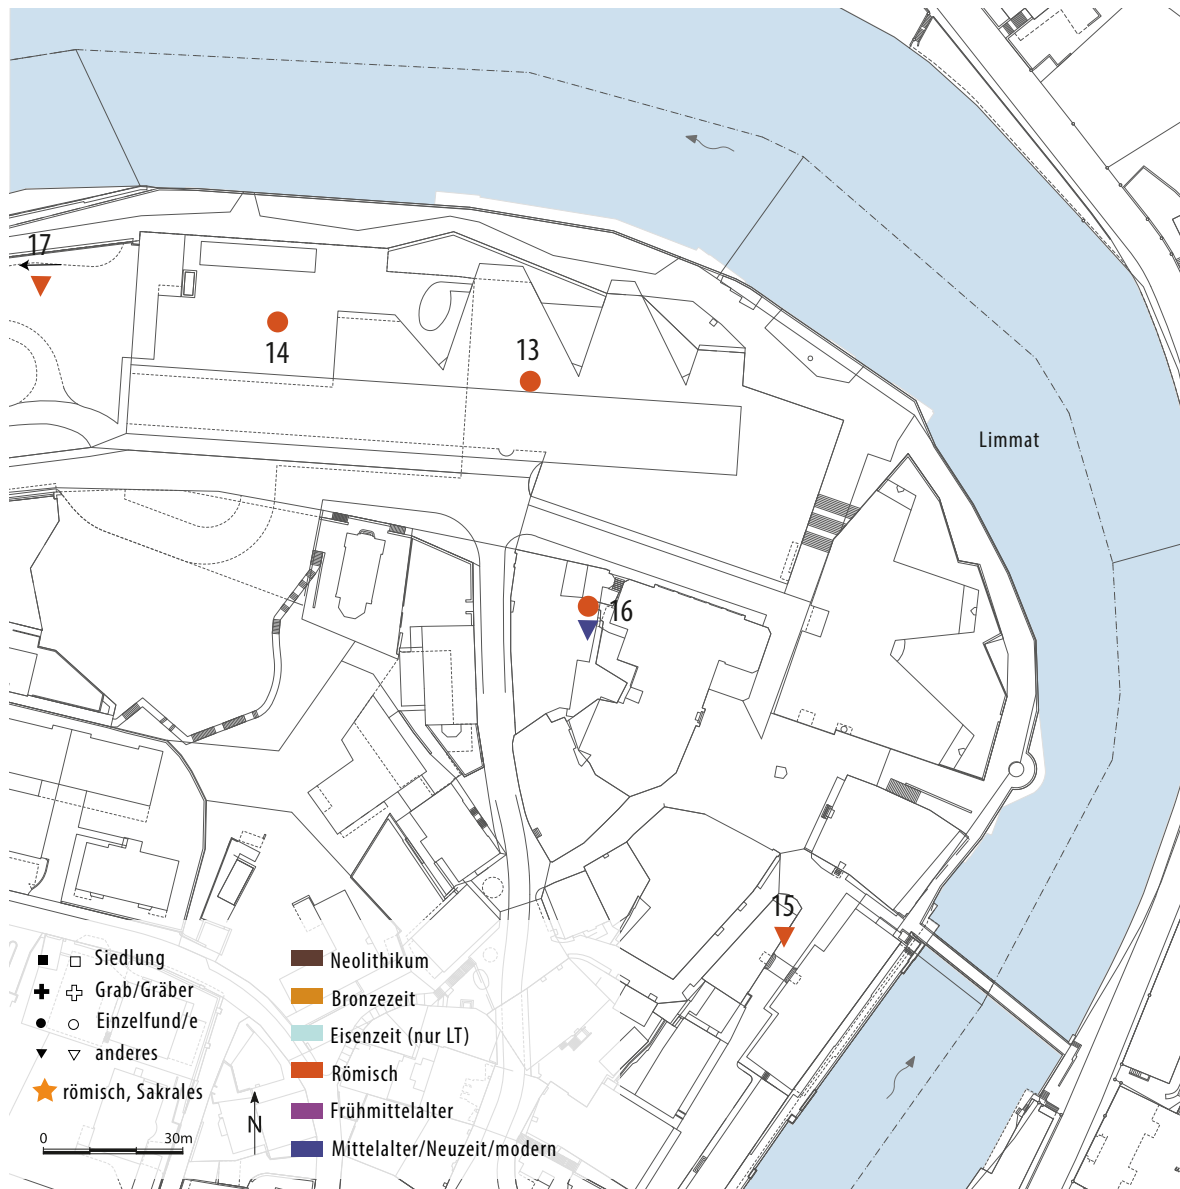 17
14
13
Limmat
16
15
Siedlung
Grab/Gräber
Einzelfund/e
anderes
römisch, Sakrales
0 30m
N
Neolithikum
Bronzezeit
Eisenzeit (nur LT)
Römisch
Frühmittelalter
Mittelalter/Neuzeit/modern